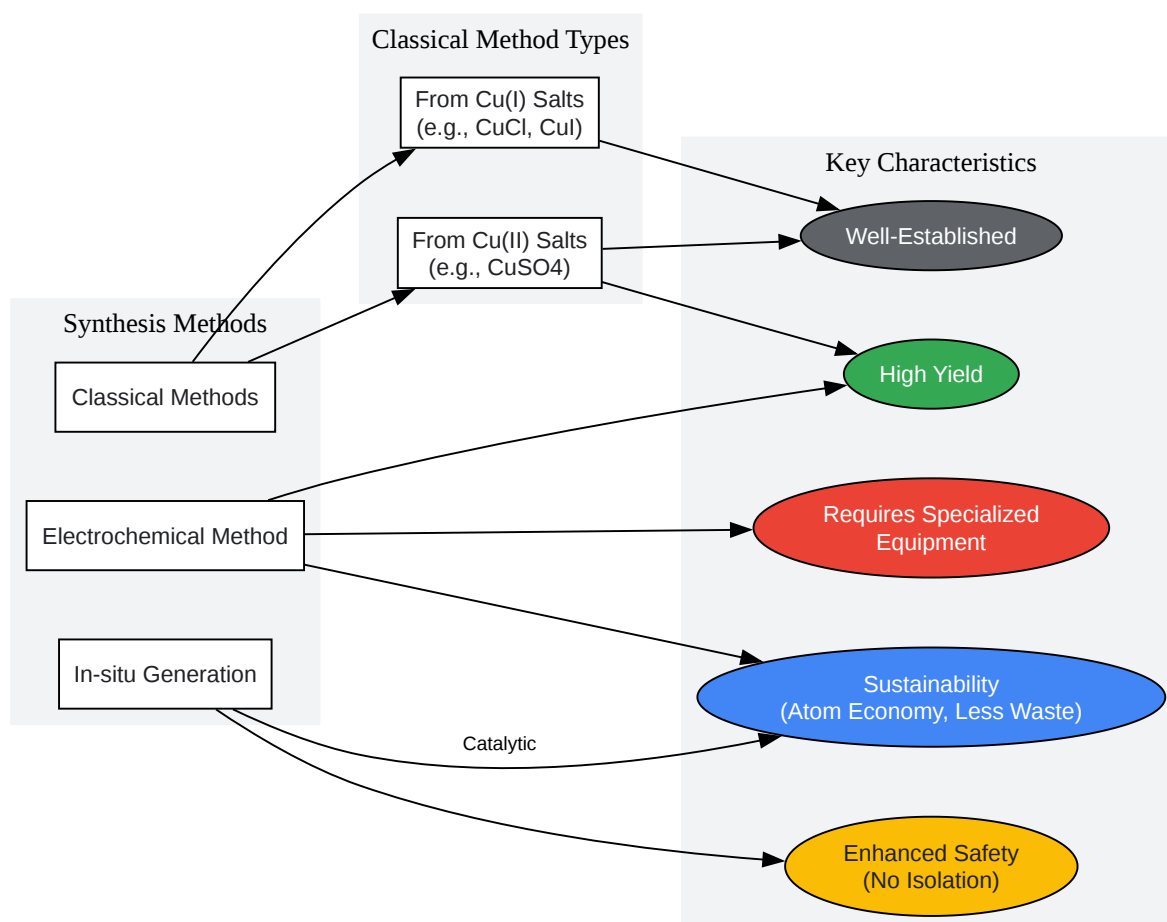 Classical Method Types
From Cu(I) Salts
(e.g., CuCl, CuI)
From Cu(II) Salts
(e.g., CuSO4)
Synthesis Methods
Classical Methods
Electrochemical Method
In-situ Generation
Catalytic
Key Characteristics
Well-Established
High Yield
Requires Specialized
Equipment
Sustainability
(Atom Economy, Less Waste)
Enhanced Safety
(No Isolation)